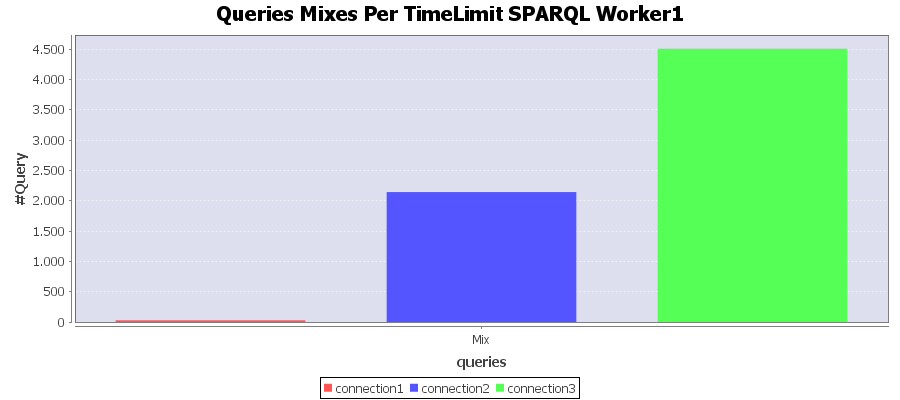 Queries Mixes Per TimeLimit SPARQL Worker1
#Query
4.500
4.000
3.500
3.000
2.500
2.000
1.500
1.000
500
0
Mix
queries
connection1 connection2 connection3